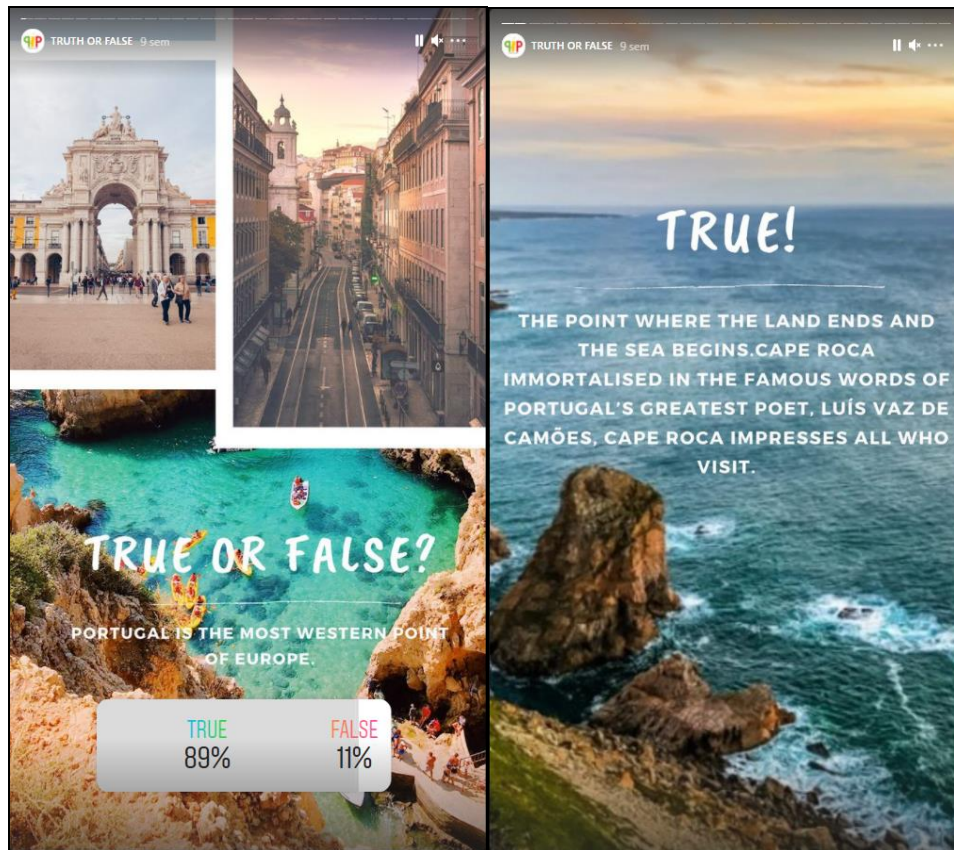 TRUTH OR FALSE 9 sem
TRUE OR FALSE?
PORTUGAL IS THE MOST WESTERN POINT
OF EUROPE.
TRUE FALSE
89% 11%
TRUTH OR FALSE 9 sem
TRUE!
THE POINT WHERE THE LAND ENDS AND
THE SEA BEGINS.CAPE ROCA
IMMORTALISED IN THE FAMOUS WORDS OF
PORTUGAL'S GREATEST POET, LUÍS VAZ DE
CAMÕES, CAPE ROCA IMPRESSES ALL WHO
VISIT.